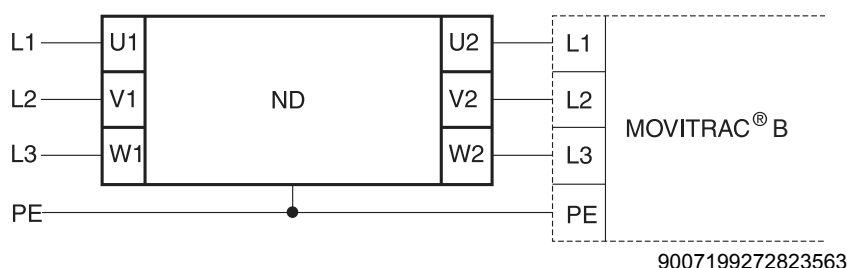 L1 U1 U2 L1
L2 V1 ND V2 L2 MOVITRAC® B
L3 W1 W2 L3
PE PE
9007199272823563